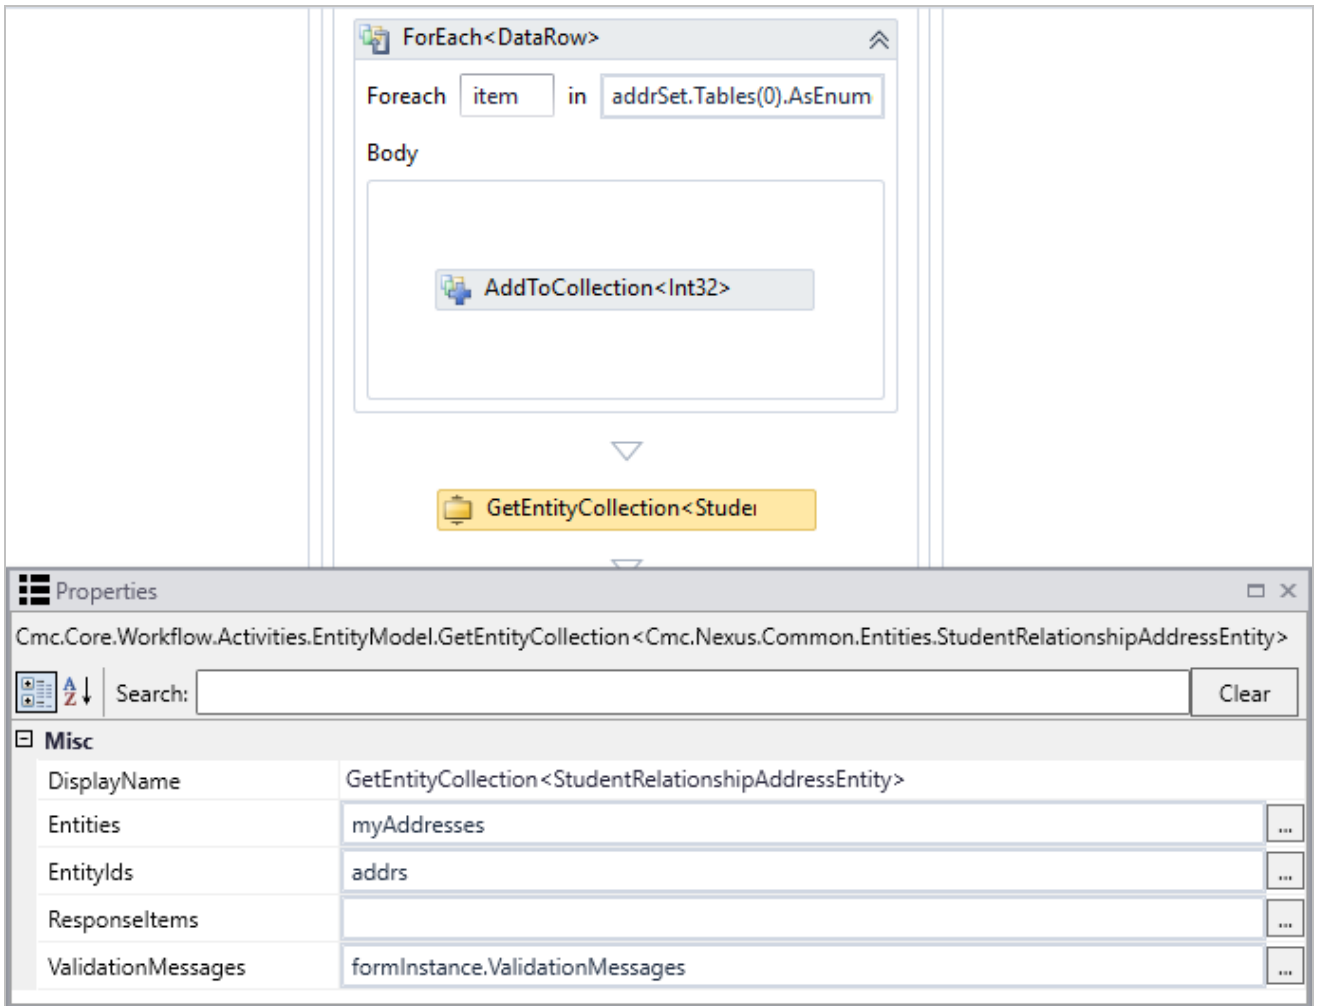 ForEach<DataRow>
Foreach item in addrSet.Tables(0).AsEnum
Body
AddToCollection<Int32>
GetEntityCollection<Studei
Properties
Cmc.Core.Workflow.Activities.EntityModel.GetEntityCollection<Cmc.Nexus.Common.Entities.StudentRelationshipAddressEntity>
Search: Clear
Misc
DisplayName GetEntityCollection<StudentRelationshipAddressEntity>
Entities myAddresses ...
EntityIds addrs ...
ResponseItems ...
ValidationMessages formInstance.ValidationMessages ...